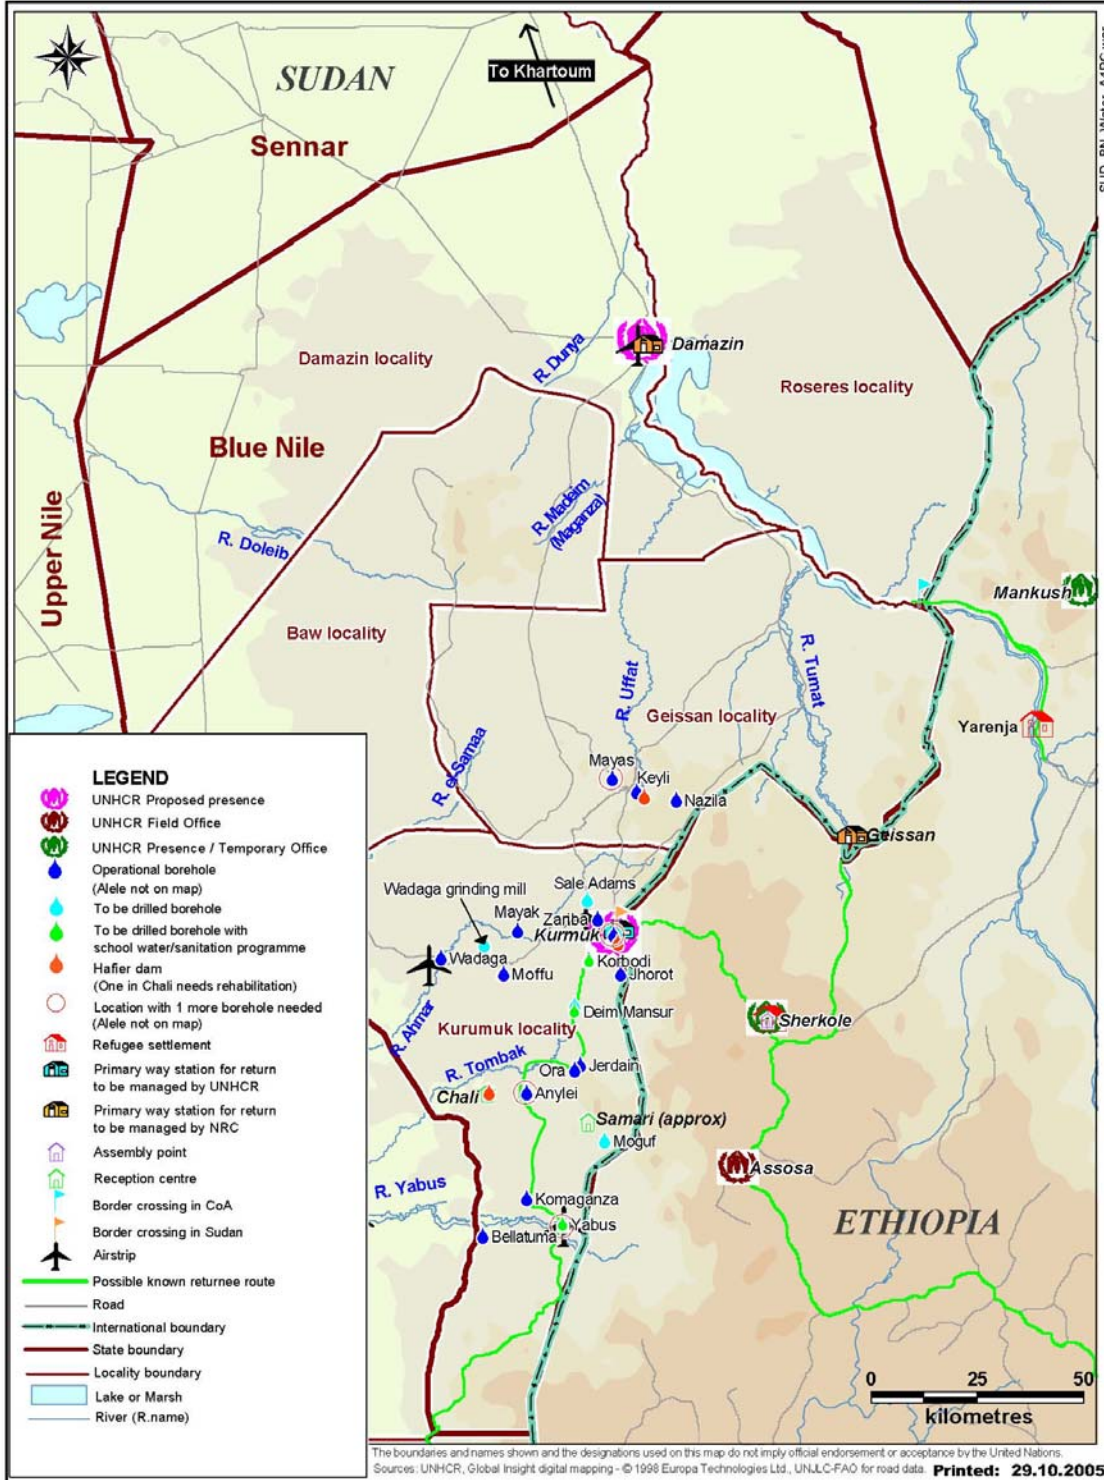 SUD_BN_Water_A4PC.wor
SUDAN
To Khartoum
Sennar
Damazin
R. Dunya
Damazin locality
Roseres locality
Blue Nile
R. Madeim
(Maganza)
Upper Nile
R. Doleib
Mankush
Baw locality
R. Tumat
R. Uffat
Geissan locality
Yarenja
R. el-Samaa
Mayas
Keyli
Nazila
Geissan
Sale Adams
Wadaga grinding mill
Mayak
Zariba
Kurmuk
Wadaga
Korbodi
Moffu
Jhorot
Deim Mansur
Sherkole
R. Ahmar
Kurumuk locality
R. Tombak
Ora
Jerdain
Chali
Anylei
Samari (approx)
Moguf
Assosa
R. Yabus
Komaganza
Yabus
Bellatuma
ETHIOPIA
LEGEND
UNHCR Proposed presence
UNHCR Field Office
UNHCR Presence / Temporary Office
Operational borehole
(Alele not on map)
To be drilled borehole
To be drilled borehole with
school water/sanitation programme
Hafier dam
(One in Chali needs rehabilitation)
Location with 1 more borehole needed
(Alele not on map)
Refugee settlement
Primary way station for return
to be managed by UNHCR
Primary way station for return
to be managed by NRC
Assembly point
Reception centre
Border crossing in CoA
Border crossing in Sudan
Airstrip
Possible known returnee route
Road
International boundary
State boundary
Locality boundary
Lake or Marsh
River (R.name)
0 25 50
kilometres
The boundaries and names shown and the designations used on this map do not imply official endorsement or acceptance by the United Nations.
Sources: UNHCR, Global Insight digital mapping - © 1998 Europa Technologies Ltd., UNJLC-FAO for road data. Printed: 29.10.2005